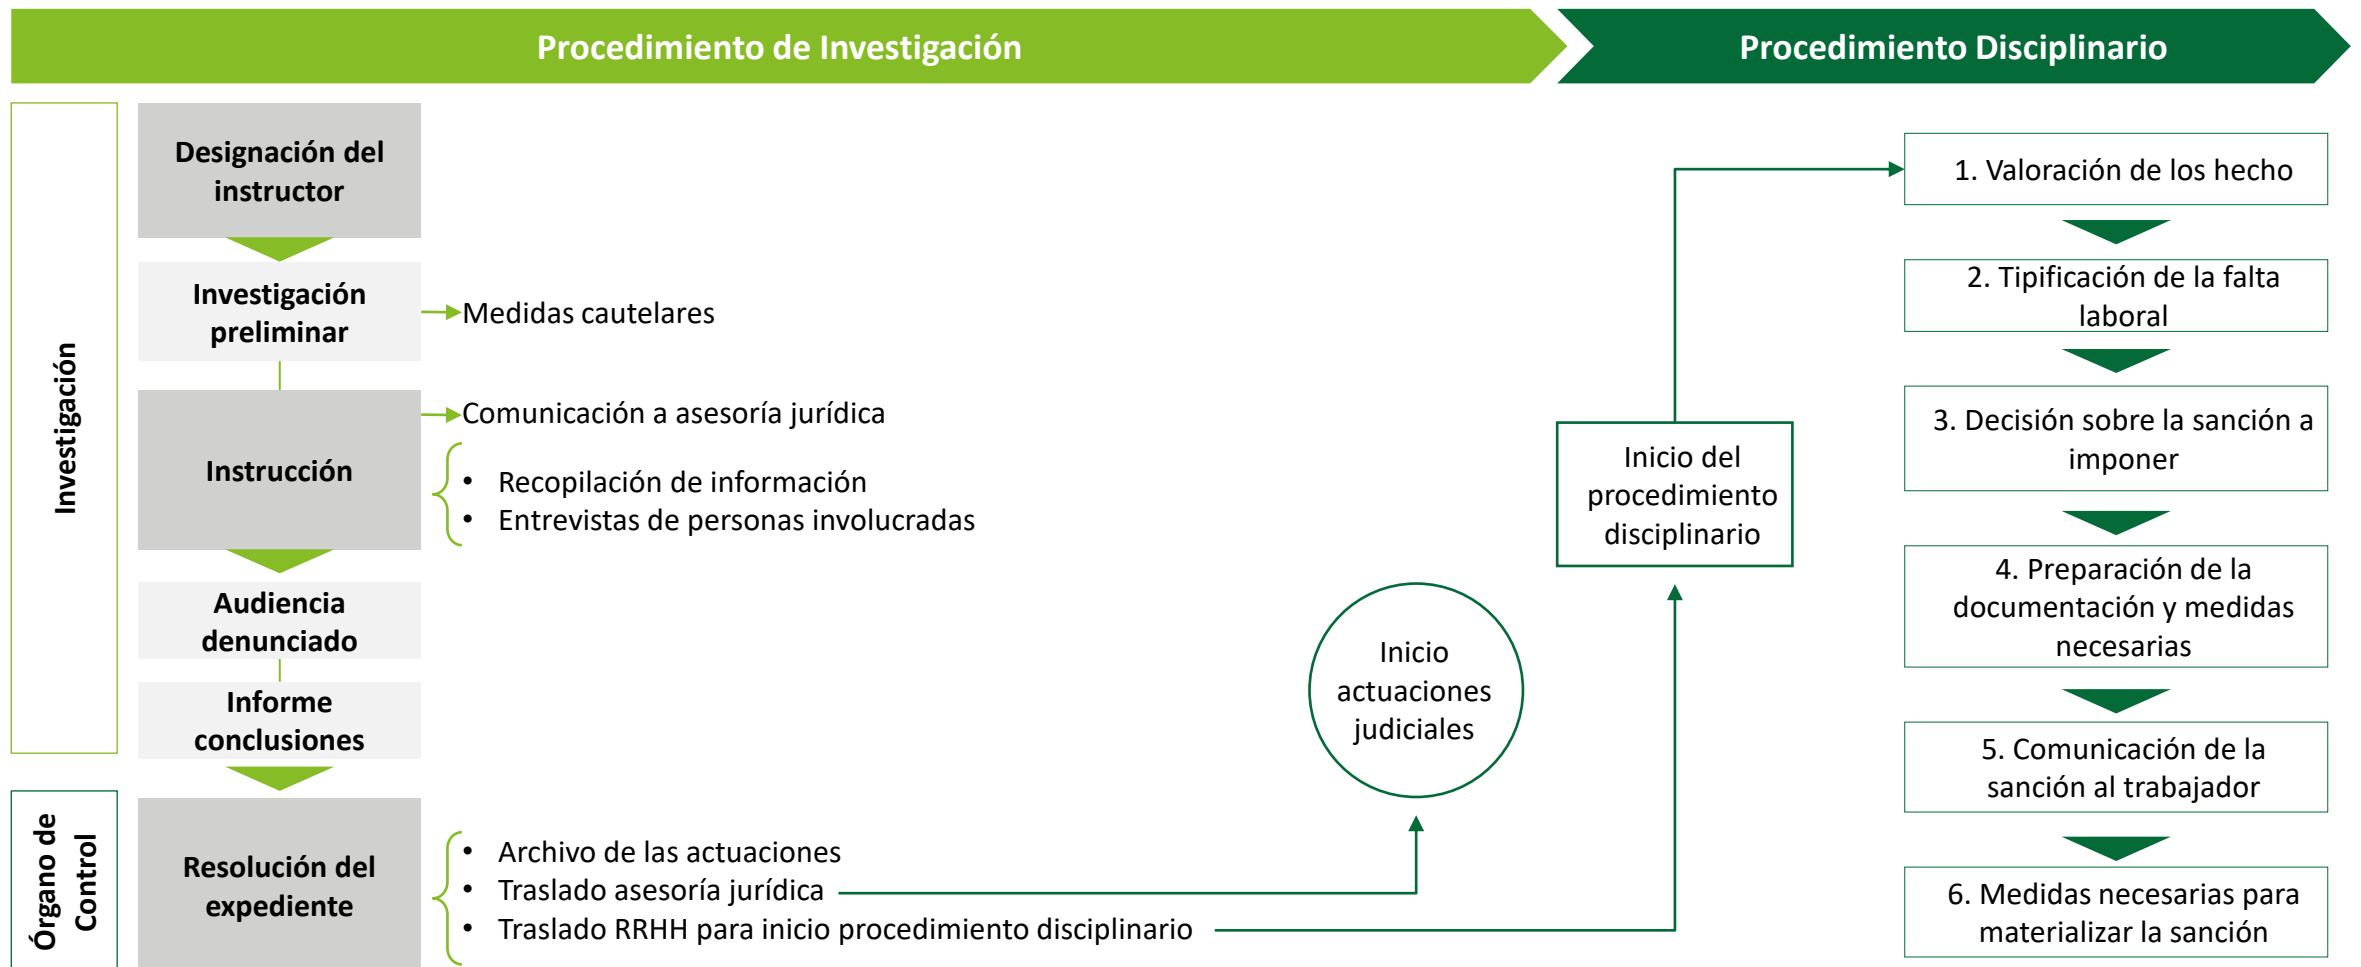 Procedimiento de Investigación
Procedimiento Disciplinario
Investigación
Designación del
instructor
Investigación
preliminar
Medidas cautelares
Instrucción
Comunicación a asesoría jurídica
• Recopilación de información
• Entrevistas de personas involucradas
Audiencia
denunciado
Informe
conclusiones
Órgano de
Control
Resolución del
expediente
• Archivo de las actuaciones
• Traslado asesoría jurídica
• Traslado RRHH para inicio procedimiento disciplinario
Inicio
actuaciones
judiciales
Inicio del
procedimiento
disciplinario
1. Valoración de los hecho
2. Tipificación de la falta
laboral
3. Decisión sobre la sanción a
imponer
4. Preparación de la
documentación y medidas
necesarias
5. Comunicación de la
sanción al trabajador
6. Medidas necesarias para
materializar la sanción